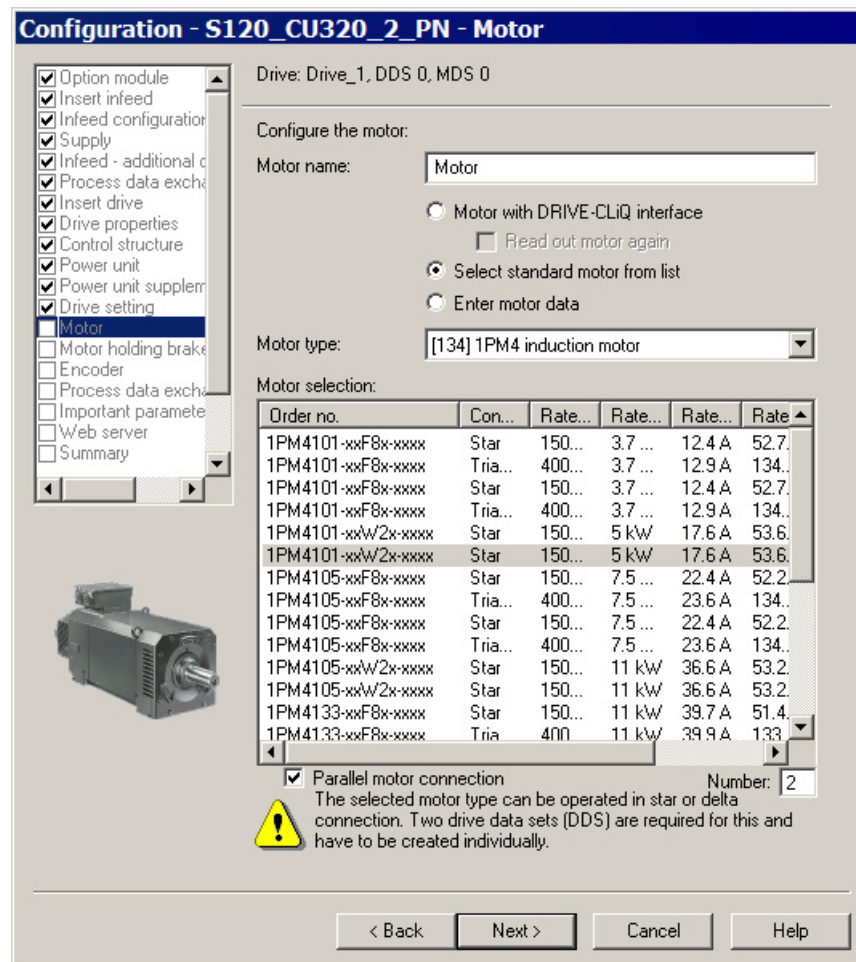 Configuration - S120_CU320_2_PN - Motor
Option module
Insert infeed
Infeed configuration
Supply
Infeed - additional
Process data excha
Insert drive
Drive properties
Control structure
Power unit
Power unit supplem
Drive setting
Motor
Motor holding brake
Encoder
Process data excha
Important paramete
Web server
Summary
Drive: Drive_1, DDS 0, MDS 0
Configure the motor:
Motor name: Motor
Motor with DRIVE-CLiQ interface
Read out motor again
Select standard motor from list
Enter motor data
Motor type: [134] 1PM4 induction motor
Motor selection:
Order no. Con... Rate... Rate... Rate... Rate
1PM4101-xxF8x-xxxx Star 150... 3.7 ... 12.4 A 52.7.
1PM4101-xxF8x-xxxx Tria... 400... 3.7 ... 12.9 A 134..
1PM4101-xxF8x-xxxx Star 150... 3.7 ... 12.4 A 52.7.
1PM4101-xxF8x-xxxx Tria... 400... 3.7 ... 12.9 A 134..
1PM4101-xxW2x-xxxx Star 150... 5 kW 17.6 A 53.6.
1PM4101-xxW2x-xxxx Star 150... 5 kW 17.6 A 53.6.
1PM4105-xxF8x-xxxx Star 150... 7.5 ... 22.4 A 52.2.
1PM4105-xxF8x-xxxx Tria... 400... 7.5 ... 23.6 A 134..
1PM4105-xxF8x-xxxx Star 150... 7.5 ... 22.4 A 52.2.
1PM4105-xxF8x-xxxx Tria... 400... 7.5 ... 23.6 A 134..
1PM4105-xxW2x-xxxx Star 150... 11 kW 36.6 A 53.2.
1PM4105-xxW2x-xxxx Star 150... 11 kW 36.6 A 53.2.
1PM4133-xxF8x-xxxx Star 150... 11 kW 39.7 A 51.4.
1PM4133-xxF8x-xxxx Tria 400 11 kW 39.9 A 133
Parallel motor connection Number: 2
The selected motor type can be operated in star or delta
connection. Two drive data sets (DDS) are required for this and
have to be created individually.
< Back Next > Cancel Help